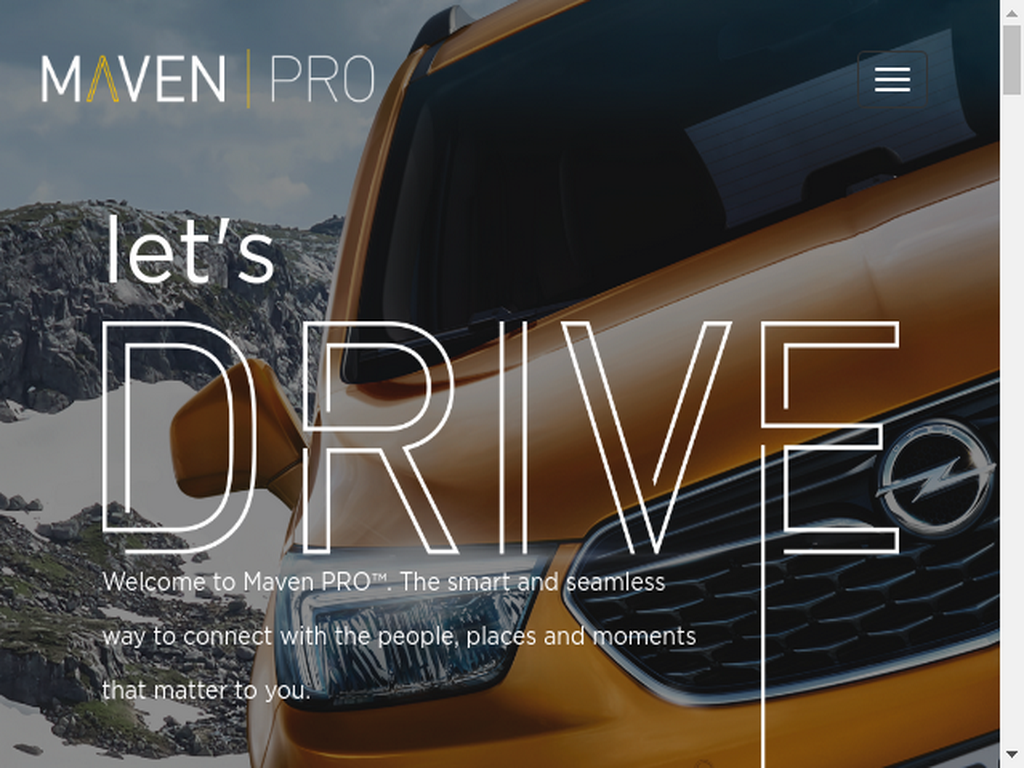 MAVEN | PRO
let's
DRIVE
Welcome to Maven PRO™. The smart and seamless
way to connect with the people, places and moments
that matter to you.